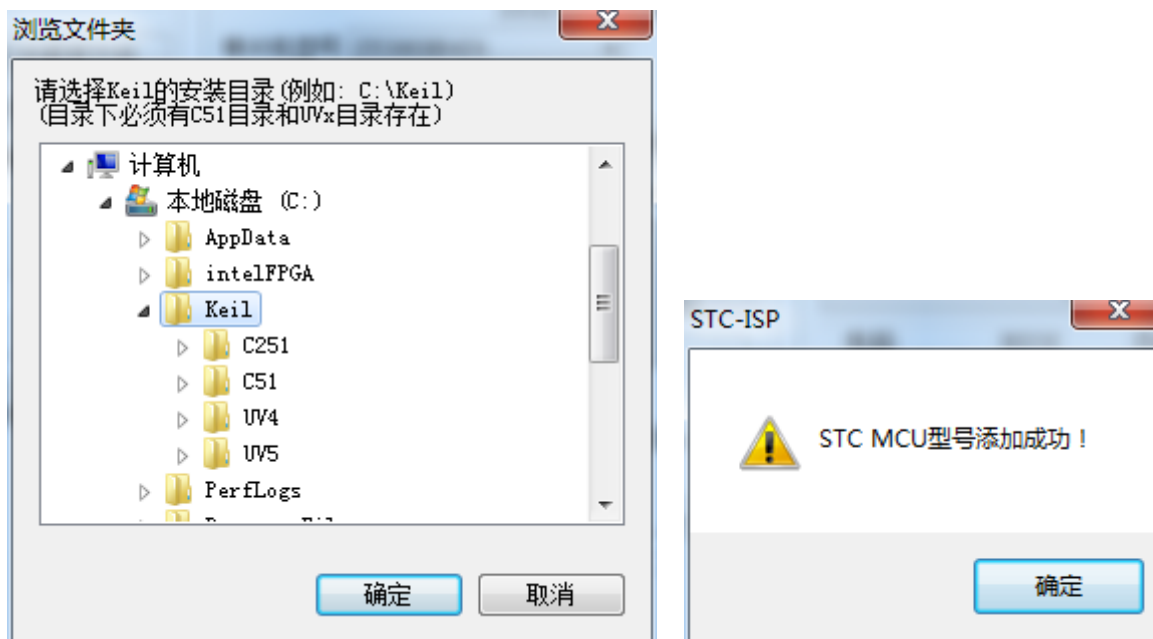 浏览文件夹
请选择Keil的安装目录(例如: C:\Keil)
(目录下必须有C51目录和UVx目录存在)
计算机
本地磁盘 (C:)
AppData
intelFPGA
Keil
C251
C51
UV4
UV5
PerfLogs
确定
取消
STC-ISP
STC MCU型号添加成功！
确定